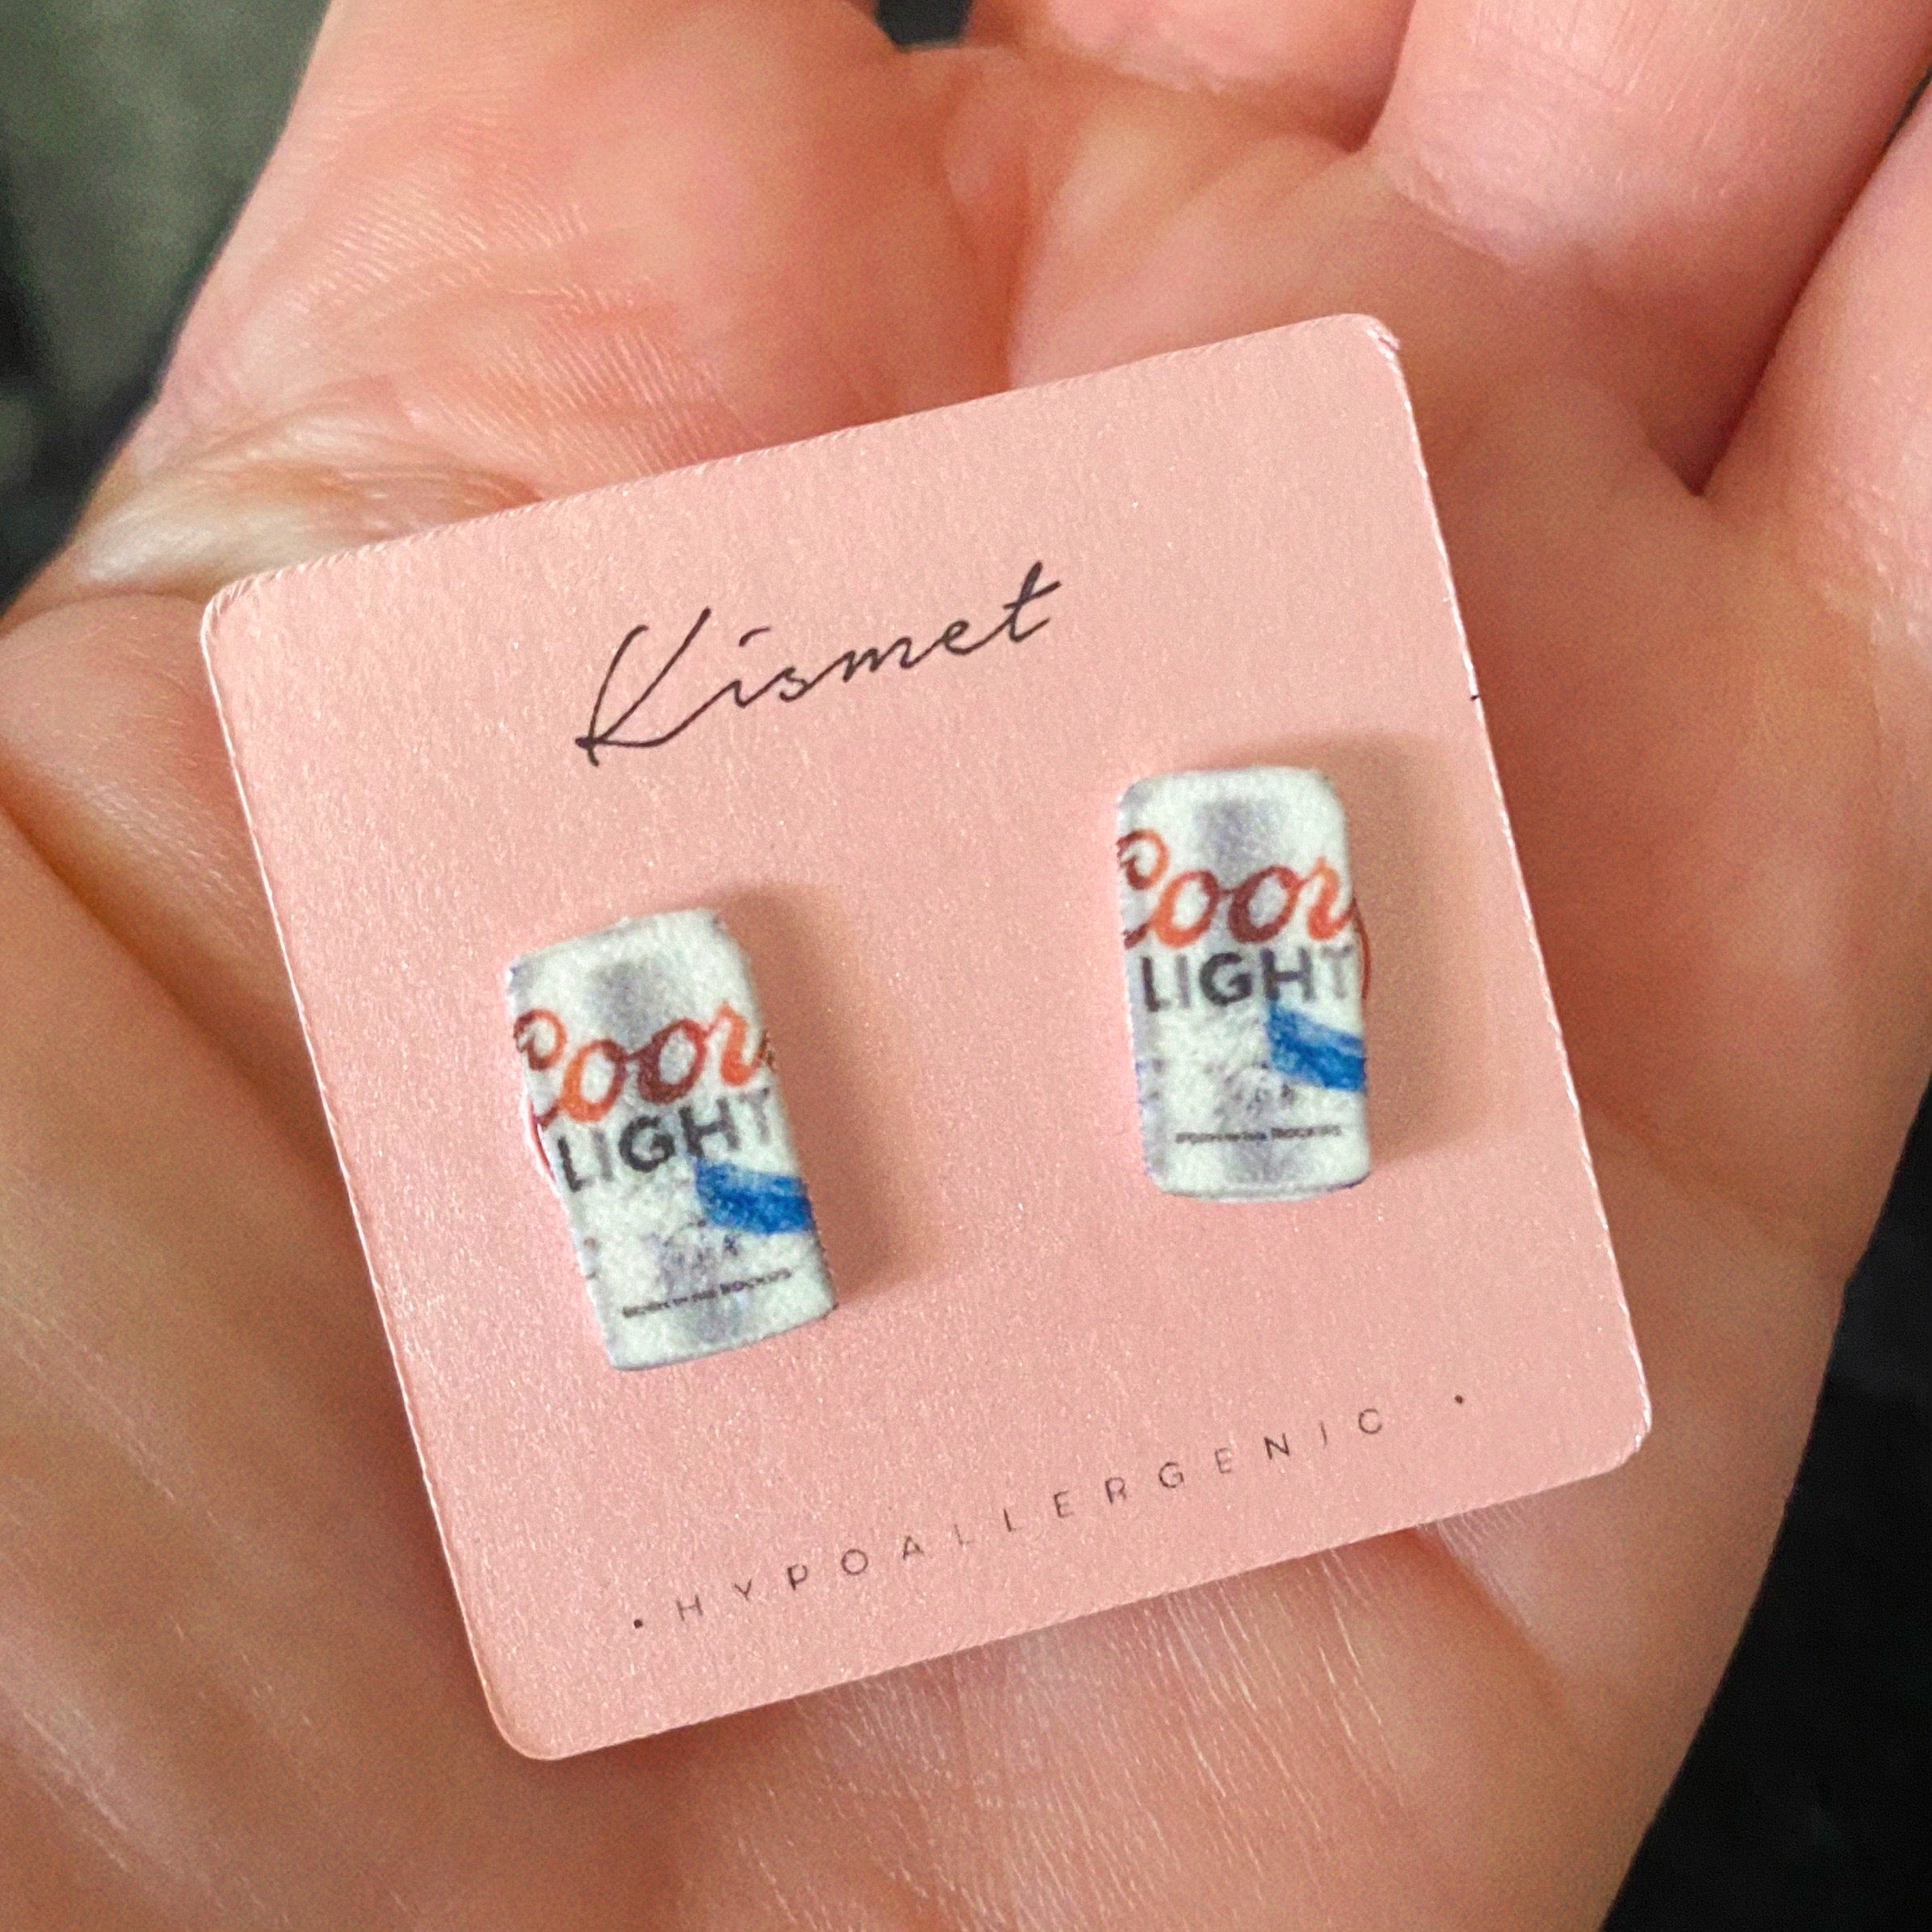 Kismet
Coors
LIGHT
Coors
LIGHT
• HYPOALLERGENIC •